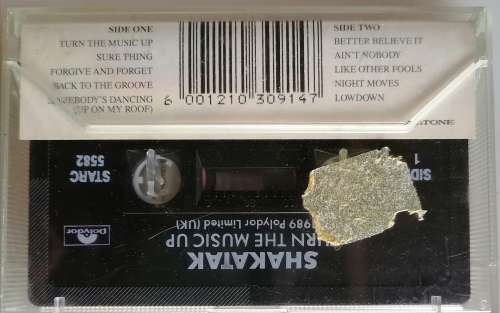 SIDE ONE
TURN THE MUSIC UP
SURE THING
FORGIVE AND FORGET
BACK TO THE GROOVE
DANCING
(UP ON MY ROOF)
6 001210 309147
SIDE TWO
BETTER BELIEVE IT
AIN'T NOBODY
LIKE OTHER FOOLS
NIGHT MOVES
LOWDOWN
STARC
5582
1
polydor
1989 Polydor Limited (UK)
THE MUSIC UP
SHAKATAK